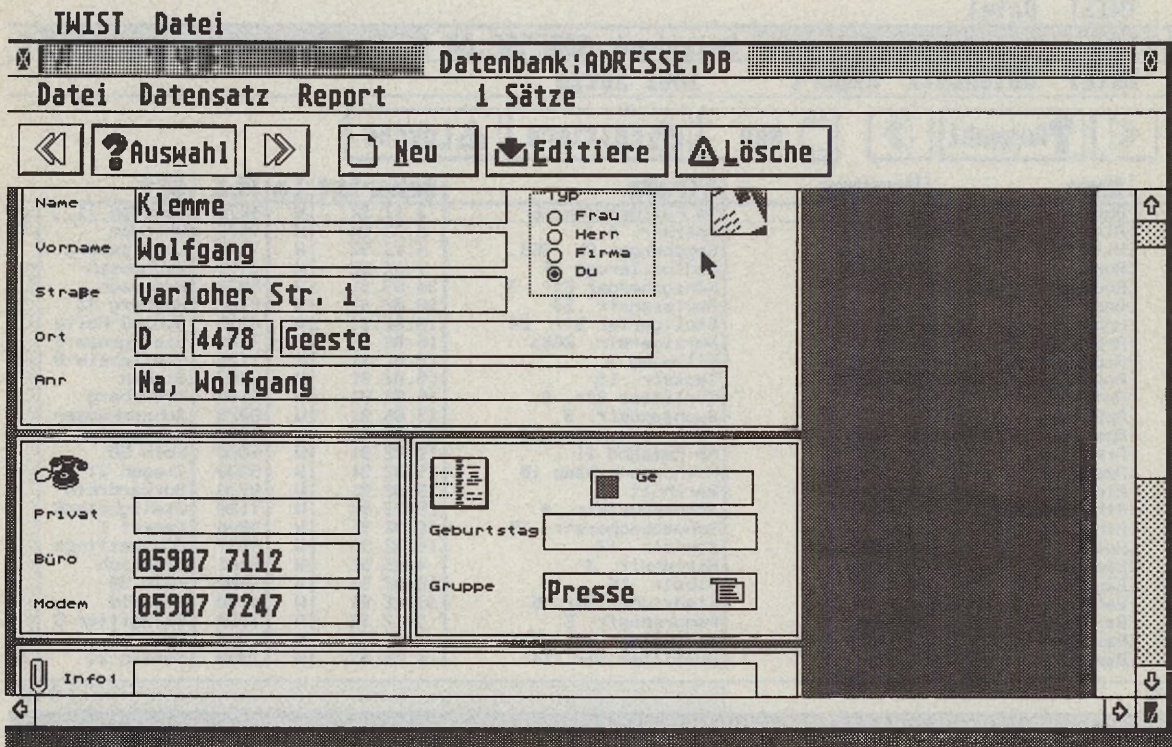 TWIST Datei
Datenbank:ADRESSE.DB
Datei Datensatz Report 1 Sätze
Auswahl Neu Editiere Lösche
Name Klemme
Typ
Frau
Herr
Firma
Du
Vorname Wolfgang
Straße Varloher Str. 1
Ort D 4478 Geeste
Anr Na, Wolfgang
Privat
Büro 05907 7112
Modem 05907 7247
Ge
Geburtstag
Gruppe Presse
Info1